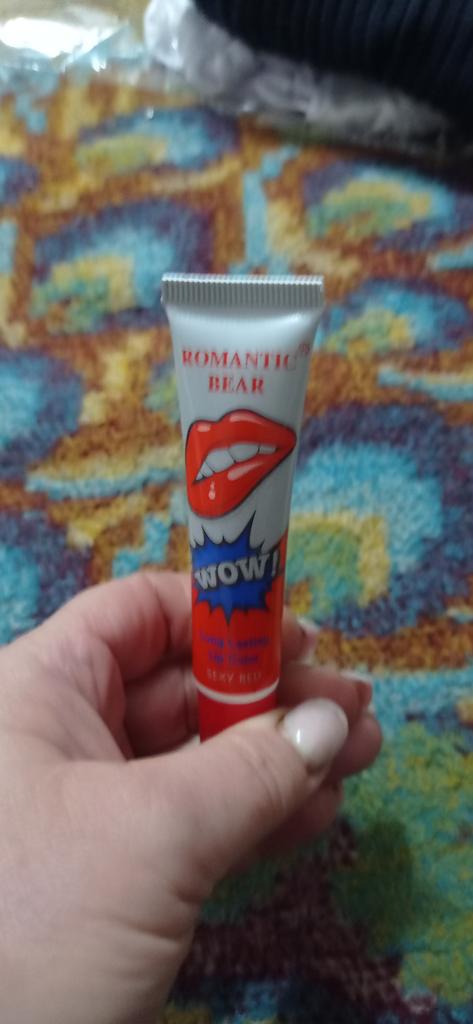 ROMANTIC®
BEAR
WOW!
Long Lasting
Lip Color
SEXY RED